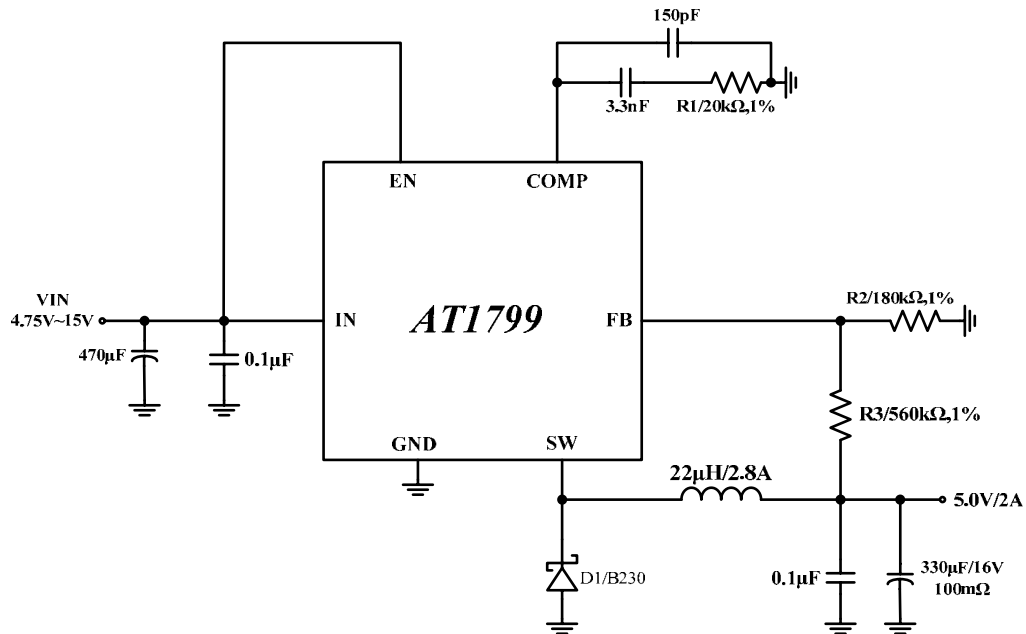 150pF
3.3nF
R1/20kΩ,1%
EN
COMP
VIN
4.75V~15V
IN
AT1799
FB
R2/180kΩ,1%
470μF
0.1μF
R3/560kΩ,1%
GND
SW
22μH/2.8A
5.0V/2A
D1/B230
0.1μF
330μF/16V
100mΩ